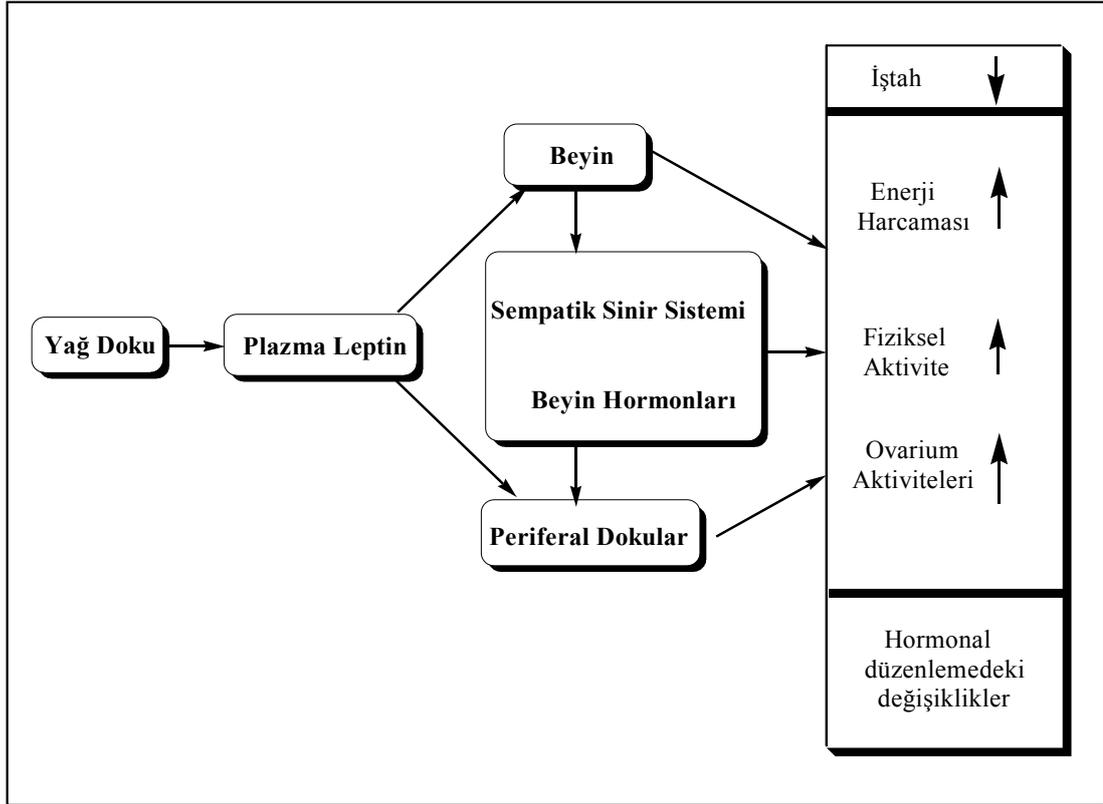 Yağ Doku
Plazma Leptin
Beyin
Sempatik Sinir Sistemi
Beyin Hormonları
Periferal Dokular
İştah
Enerji
Harcaması
Fiziksel
Aktivite
Ovarium
Aktiviteleri
Hormonal
düzenlemedeki
değişiklikler